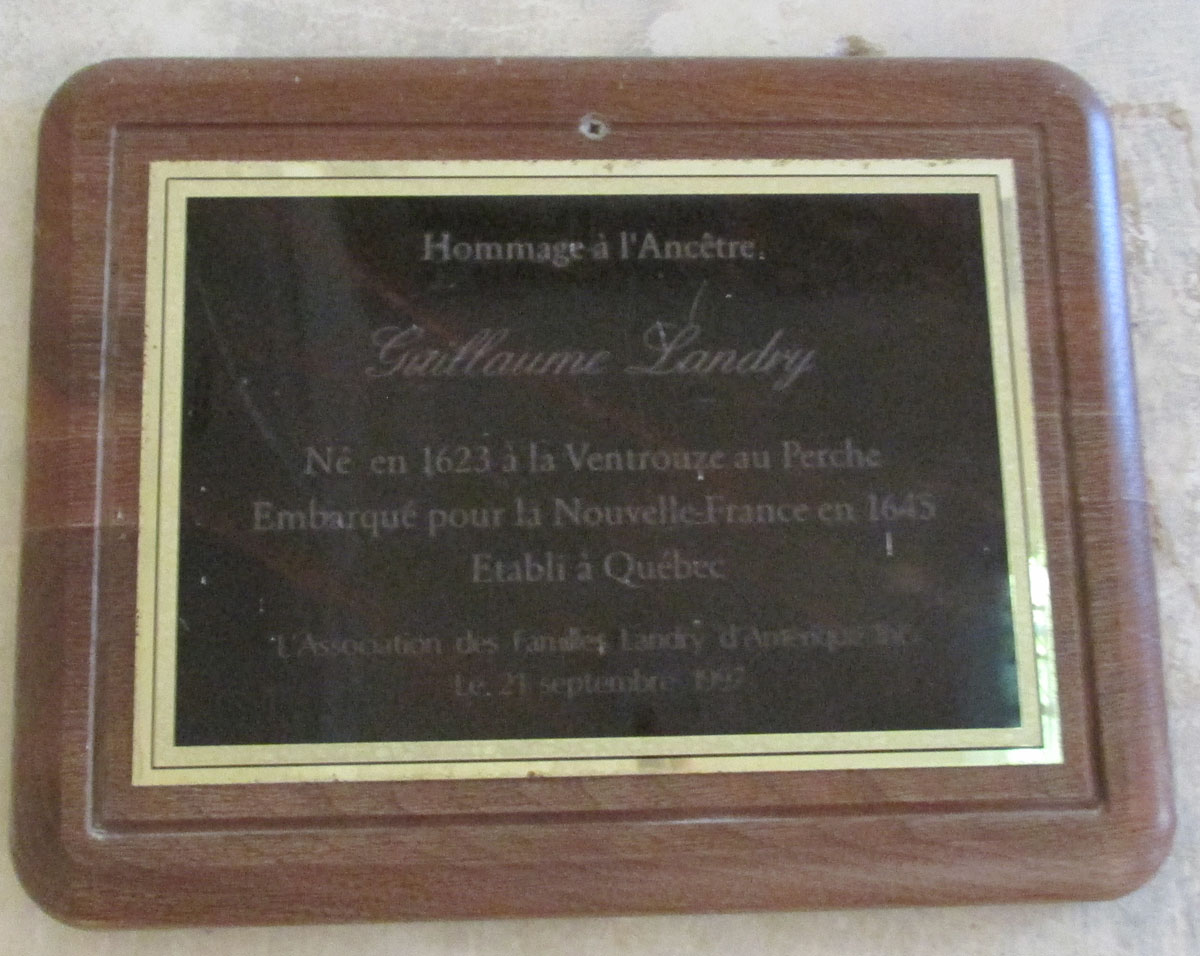 Hommage à l'Ancêtre
Guillaume Landry
Né en 1623 à la Ventrouze au Perche
Embarqué pour la Nouvelle-France en 1645
Etabli à Québec
L'Association des Familles Landry d'Amérique Inc.
Le 21 septembre 1997